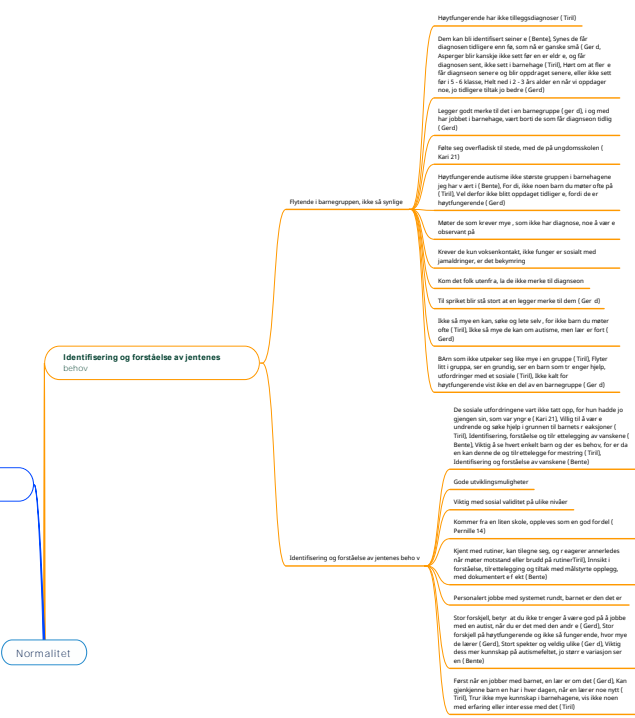 Høytfungerende har ikke tilleggsdiagnoser ( Tiril)
Dem kan bli identifisert seiner e ( Bente), Synes de får
diagnosen tidligere enn fø, som nå er ganske små ( Ger d,
Asperger blir kanskje ikke sett før en er eldr e, og får
diagnosen sent, ikke sett i barnehage ( Tiril), Hørt om at fler e
får diagnseon senere og blir oppdraget senere, eller ikke sett
før i 5 - 6 klasse, Helt ned i 2 - 3 års alder en når vi oppdager
noe, jo tidligere tiltak jo bedre ( Gerd)
Legger godt merke til det i en barnegruppe ( ger d), i og med
har jobbet i barnehage, vært borti de som får diagnseon tidlig
( Gerd)
Følte seg overfladisk til stede, med de på ungdomsskolen (
Kari 21)
Høytfungerende autisme ikke største gruppen i barnehagene
jeg har v ært i ( Bente), For di, ikke noen barn du møter ofte på
( Tiril), Vel derfor ikke blitt oppdaget tidliger e, fordi de er
høytfungerende ( Gerd)
Flytende i barnegruppen, ikke så synlige
Møter de som krever mye , som ikke har diagnose, noe å vær e
observant på
Krever de kun voksenkontakt, ikke funger er sosialt med
jamaldringer, er det bekymring
Kom det folk utenfra, la de ikke merke til diagnseon
Til spriket blir stå stort at en legger merke til dem ( Ger d)
Ikke så mye en kan, søke og lete selv , for ikke barn du møter
ofte ( Tiril), Ikke så mye de kan om autisme, men lær er fort (
Gerd)
BArn som ikke utpeker seg like mye i en gruppe ( Tiril), Flyter
litt i gruppa, ser en grundig, ser en barn som tr enger hjelp,
utfordringer med et sosiale ( Tiril), Ikke kalt for
høytfungerende vist ikke en del av en barnegruppe ( Ger d)
Identifisering og forståelse av jentenes
behov
De sosiale utfordringene vart ikke tatt opp, for hun hadde jo
gjengen sin, som var yngr e ( Kari 21), Villig til å vær e
undrende og søke hjelp i grunnen til barnets r eaksjoner (
Tiril), Identifisering, forståelse og tilr ettelegging av vanskene (
Bente), Viktig å se hvert enkelt barn og der es behov, for er da
en kan denne de og tilr ettelege for mestring ( Tiril),
Identifisering og forståelse av vanskene ( Bente)
Gode utviklingsmuligheter
Viktig med sosial validitet på ulike nivåer
Kommer fra en liten skole, oppleves som en god for del (
Pernille 14)
Identifisering og forståelse av jentenes beho v
Kjent med rutiner, kan tilegne seg, og r eagerer annerledes
når møter motstand eller brudd på rutinerTiril), Innsikt i
forståelse, tilrettelegging og tiltak med målstyrte opplegg,
med dokumentert e f ekt ( Bente)
Personalert jobbe med systemet rundt, barnet er den det er
Stor forskjell, betyr at du ikke tr enger å være god på å jobbe
med en autist, når du er det med den andr e ( Gerd), Stor
forskjell på høytfungerende og ikke så fungerende, hvor mye
de lærer ( Gerd), Stort spekter og veldig ulike ( Ger d), Viktig
dess mer kunnskap på autismefeltet, jo størr e variasjon ser
en ( Bente)
Først når en jobber med barnet, en lær er om det ( Gerd), Kan
gjenkjenne barn en har i hver dagen, når en lærer noe nytt (
Tiril), Trur ikke mye kunnskap i barnehagene, vis ikke noen
med erfaring eller inter esse med det ( Tiril)
Normalitet